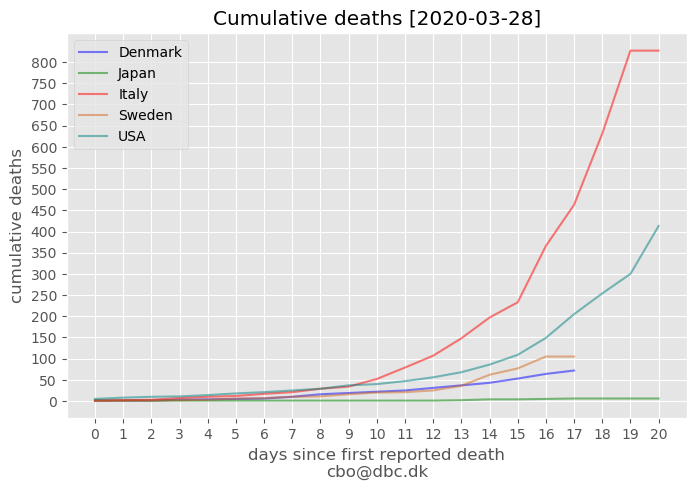 Cumulative deaths [2020-03-28]
Denmark
Japan
Italy
Sweden
USA
800
750
700
650
600
550
500
450
400
350
300
250
200
150
100
50
0
cumulative deaths
0 1 2 3 4 5 6 7 8 9 10 11 12 13 14 15 16 17 18 19 20
days since first reported death
cbo@dbc.dk